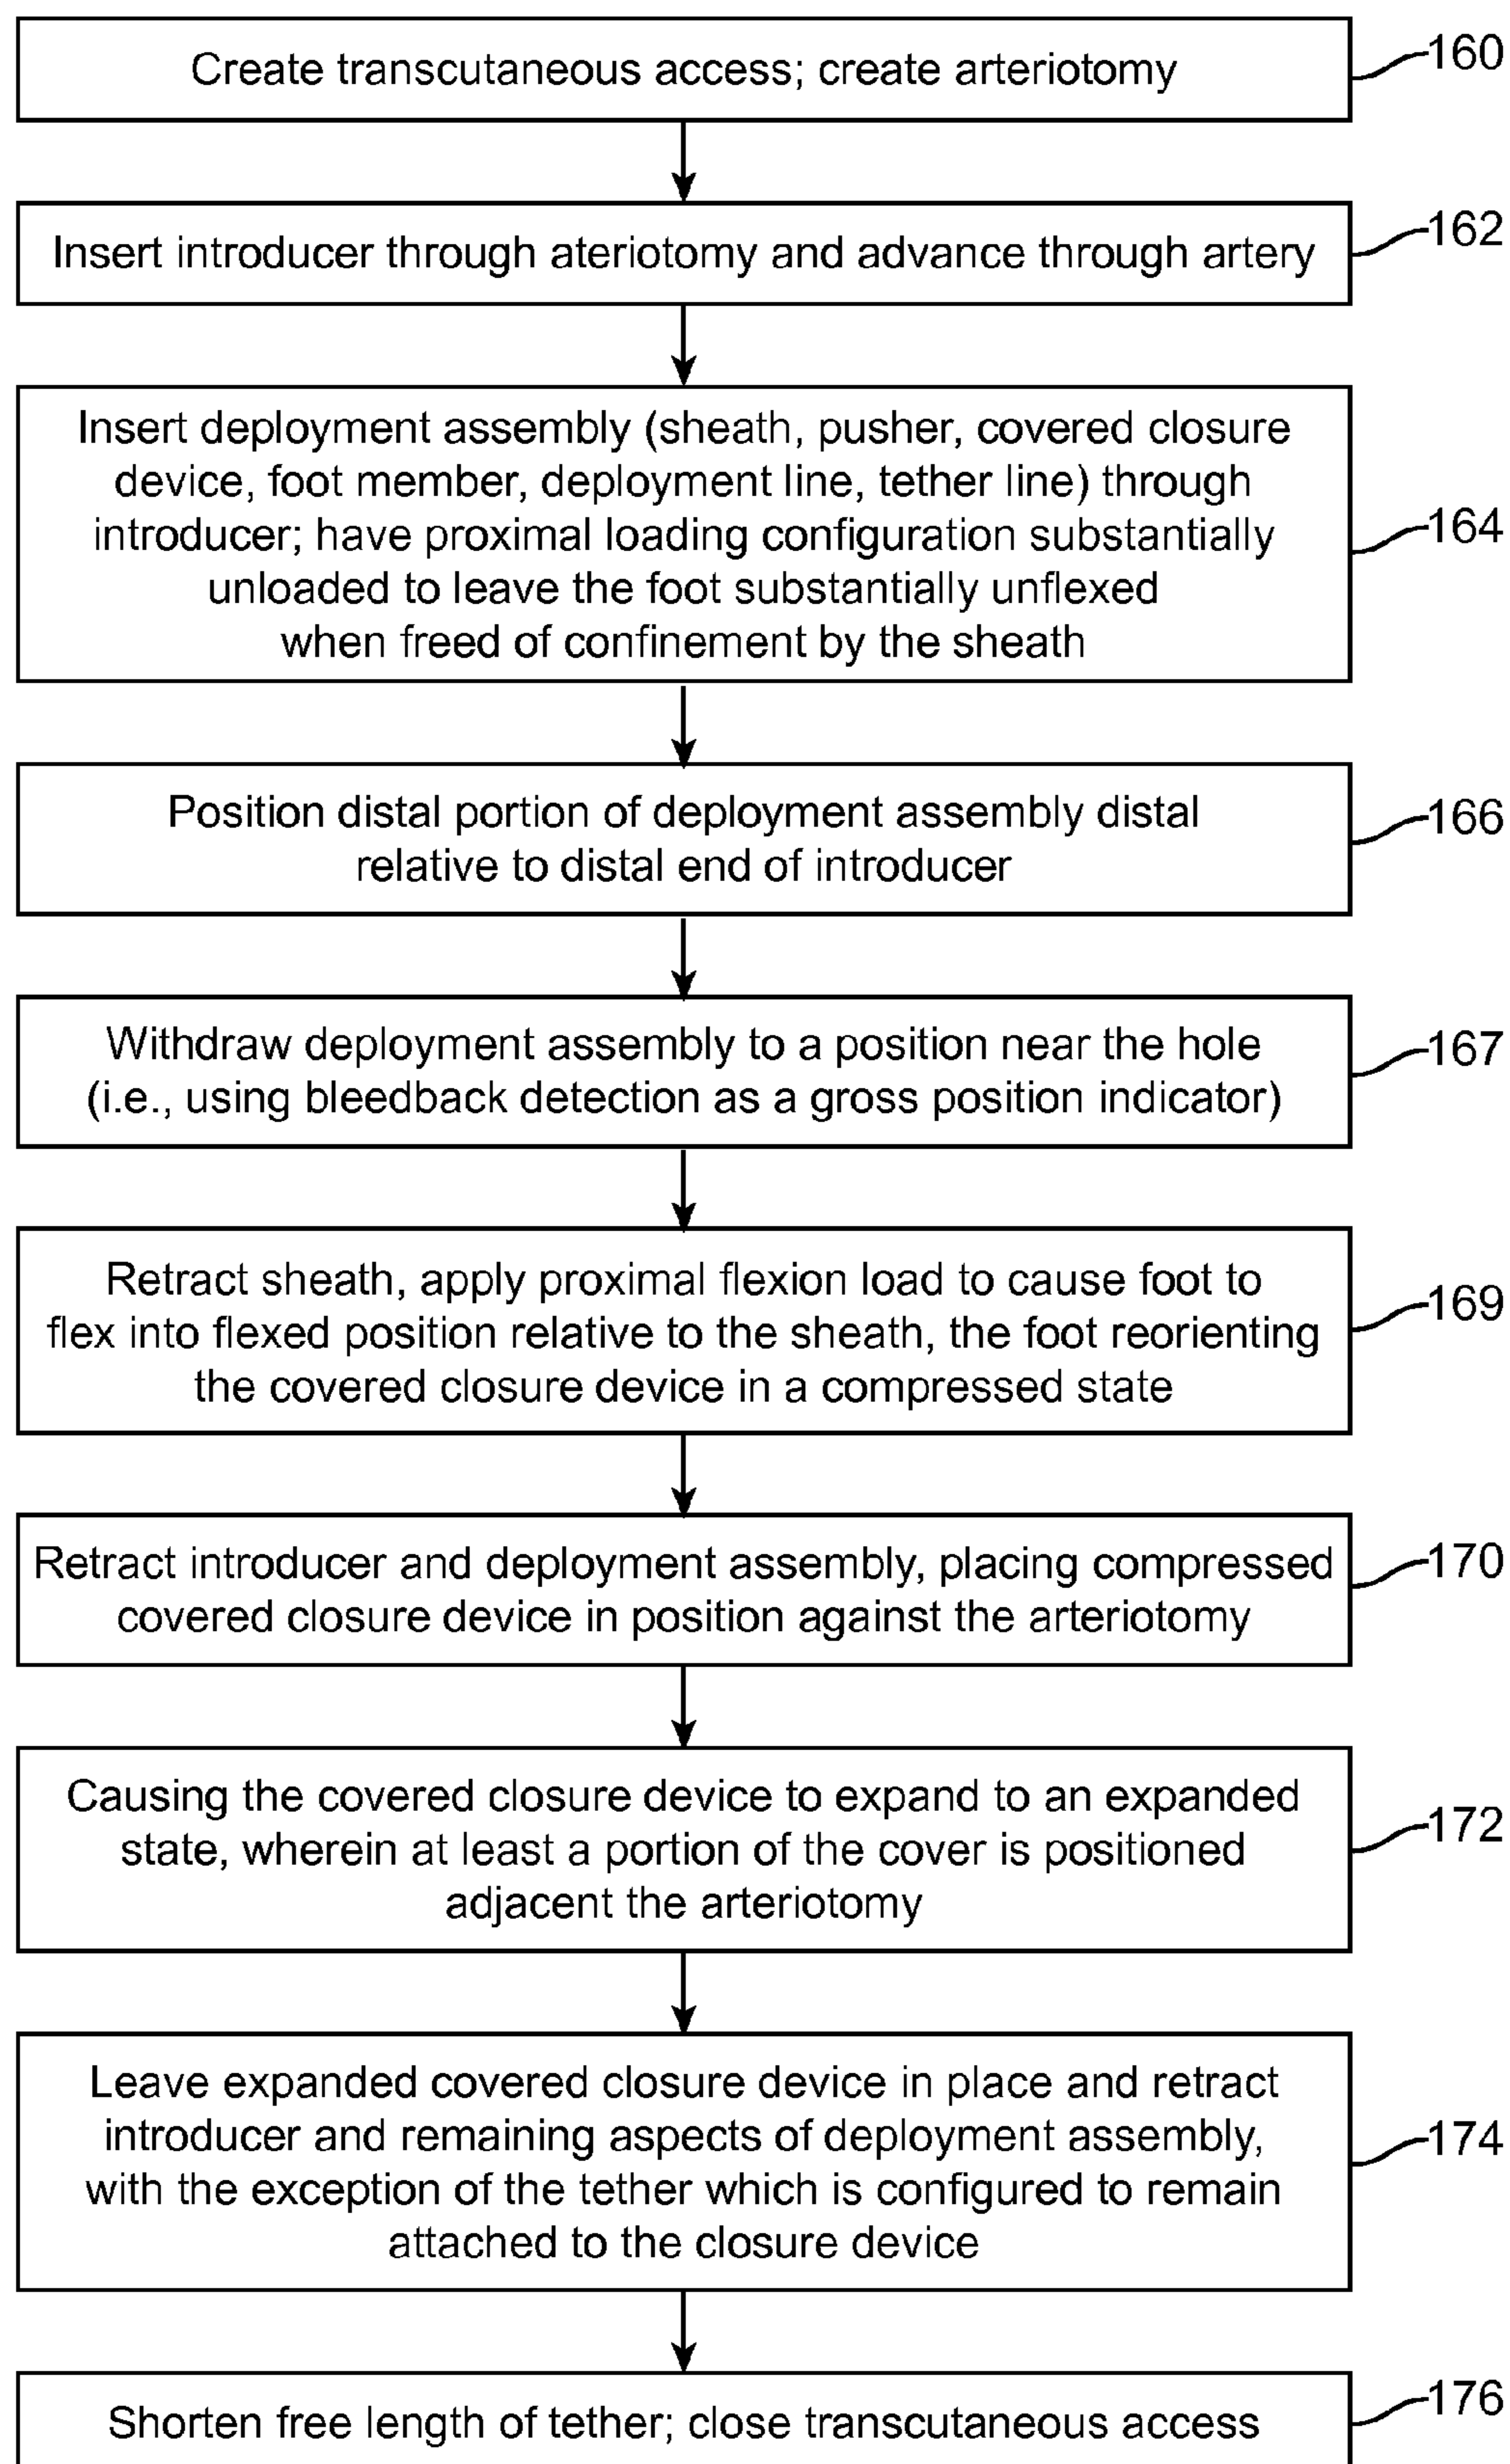 Create transcutaneous access; create arteriotomy
160
Insert introducer through ateriotomy and advance through artery
162
Insert deployment assembly (sheath, pusher, covered closure
device, foot member, deployment line, tether line) through
introducer; have proximal loading configuration substantially
unloaded to leave the foot substantially unflexed
when freed of confinement by the sheath
164
Position distal portion of deployment assembly distal
relative to distal end of introducer
166
Withdraw deployment assembly to a position near the hole
(i.e., using bleedback detection as a gross position indicator)
167
Retract sheath, apply proximal flexion load to cause foot to
flex into flexed position relative to the sheath, the foot reorienting
the covered closure device in a compressed state
169
Retract introducer and deployment assembly, placing compressed
covered closure device in position against the arteriotomy
170
Causing the covered closure device to expand to an expanded
state, wherein at least a portion of the cover is positioned
adjacent the arteriotomy
172
Leave expanded covered closure device in place and retract
introducer and remaining aspects of deployment assembly,
with the exception of the tether which is configured to remain
attached to the closure device
174
Shorten free length of tether; close transcutaneous access
176